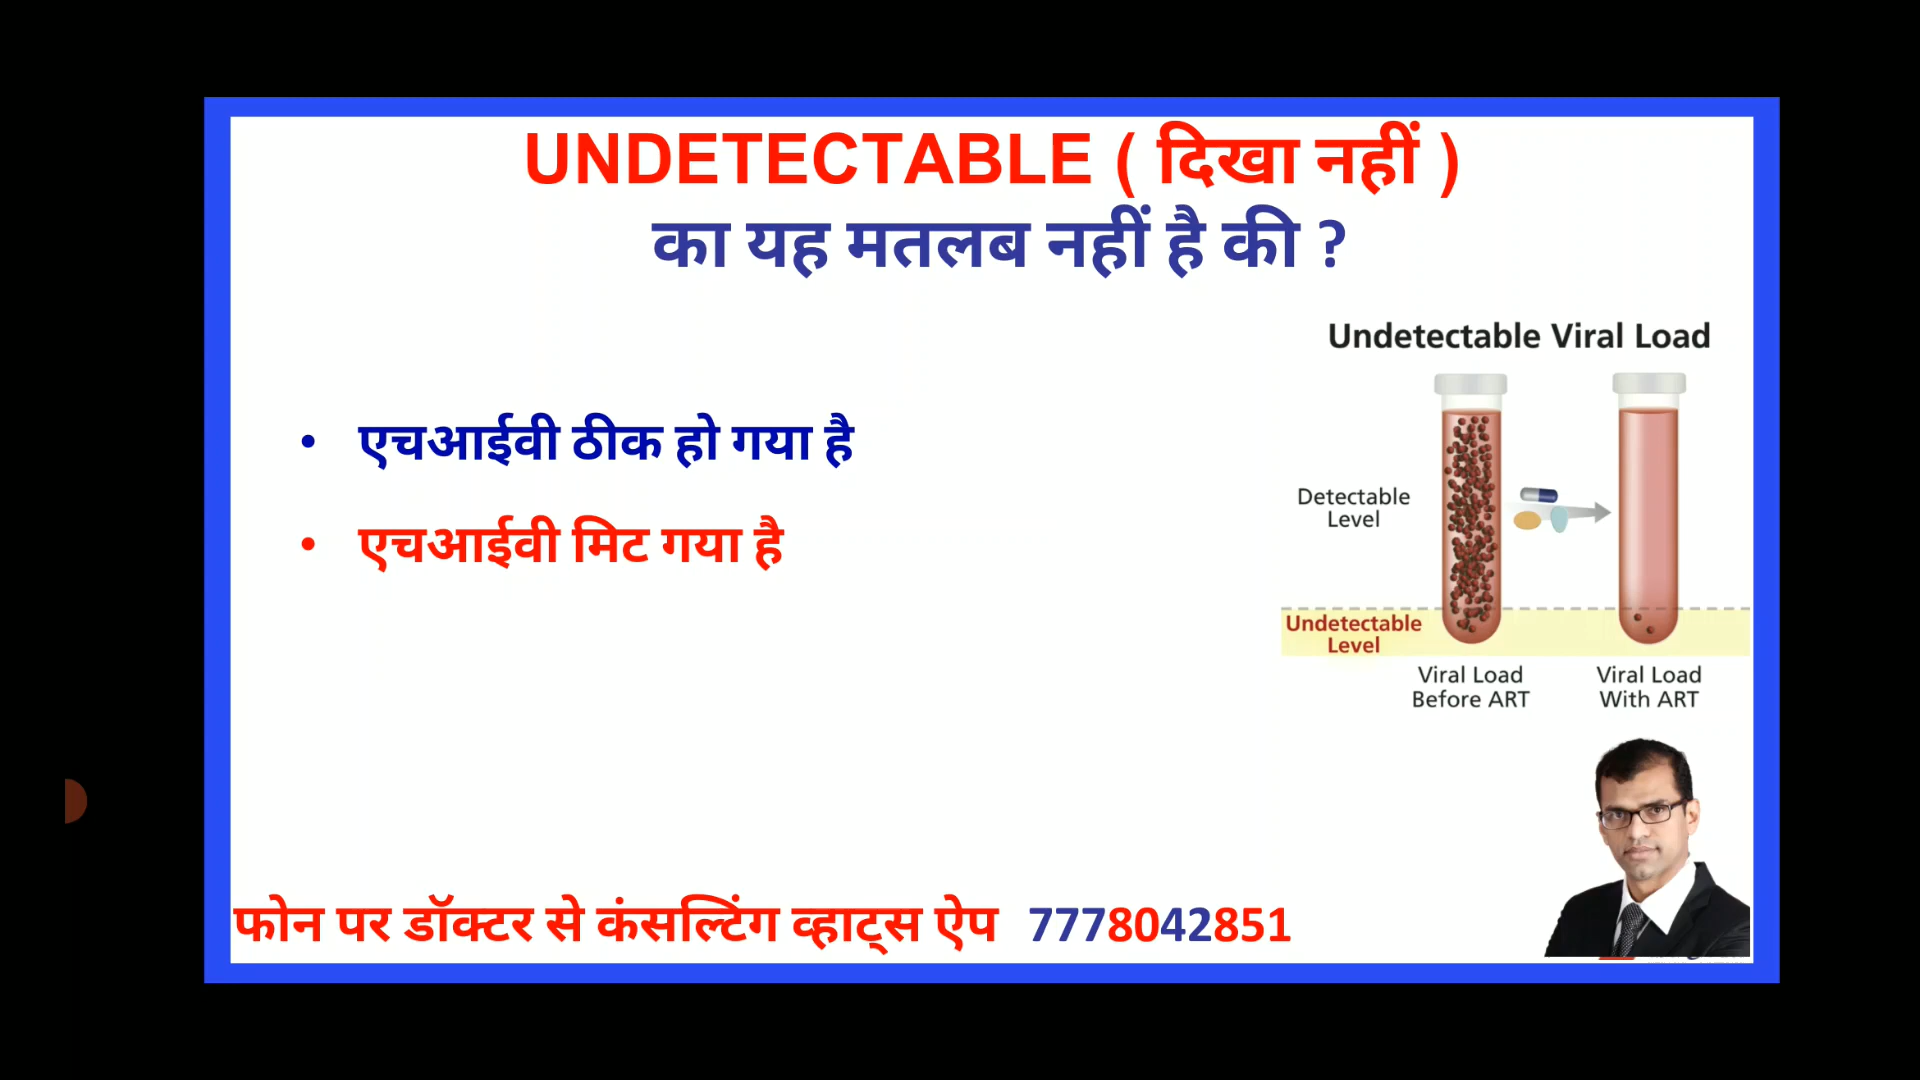 UNDETECTABLE ( दिखा नहीं )
का यह मतलब नहीं है की ?
• एचआईवी ठीक हो गया है
• एचआईवी मिट गया है
Undetectable Viral Load
Detectable
Level
Undetectable
Level
Viral Load
Before ART
Viral Load
With ART
फोन पर डॉक्टर से कंसल्टिंग व्हाट्स ऐप 7778042851